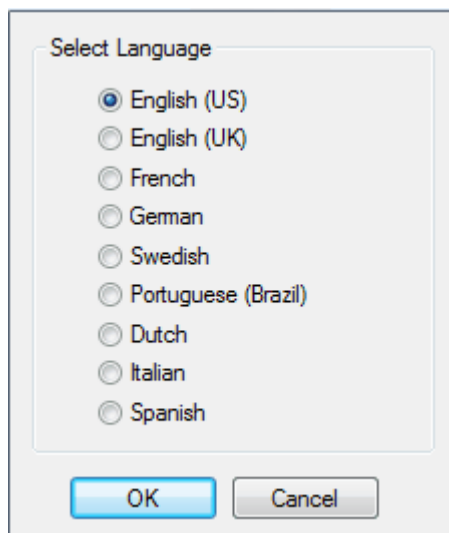 Select Language
English (US)
English (UK)
French
German
Swedish
Portuguese (Brazil)
Dutch
Italian
Spanish
OK Cancel